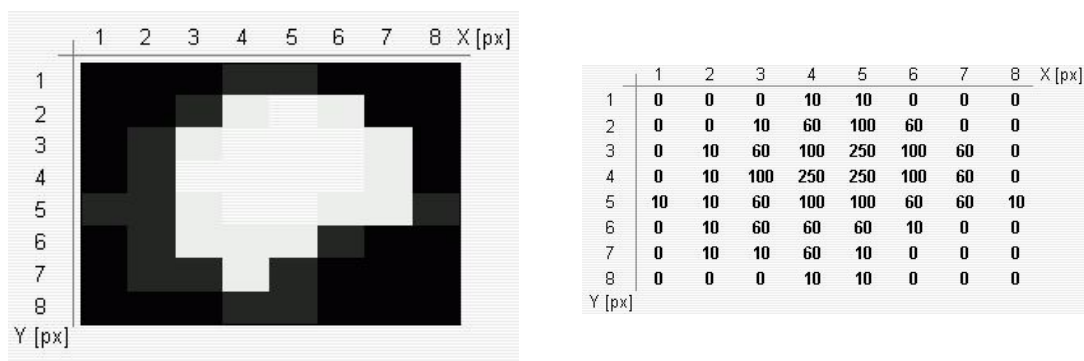 1 2 3 4 5 6 7 8 X [px]
1
2
3
4
5
6
7
8
Y [px]
1 2 3 4 5 6 7 8 X [px]
1 0 0 0 10 10 0 0 0
2 0 0 10 60 100 60 0 0
3 0 10 60 100 250 100 60 0
4 0 10 100 250 250 100 60 0
5 10 10 60 100 100 60 60 10
6 0 10 60 60 60 10 0 0
7 0 10 10 60 10 0 0 0
8 0 0 0 10 10 0 0 0
Y [px]